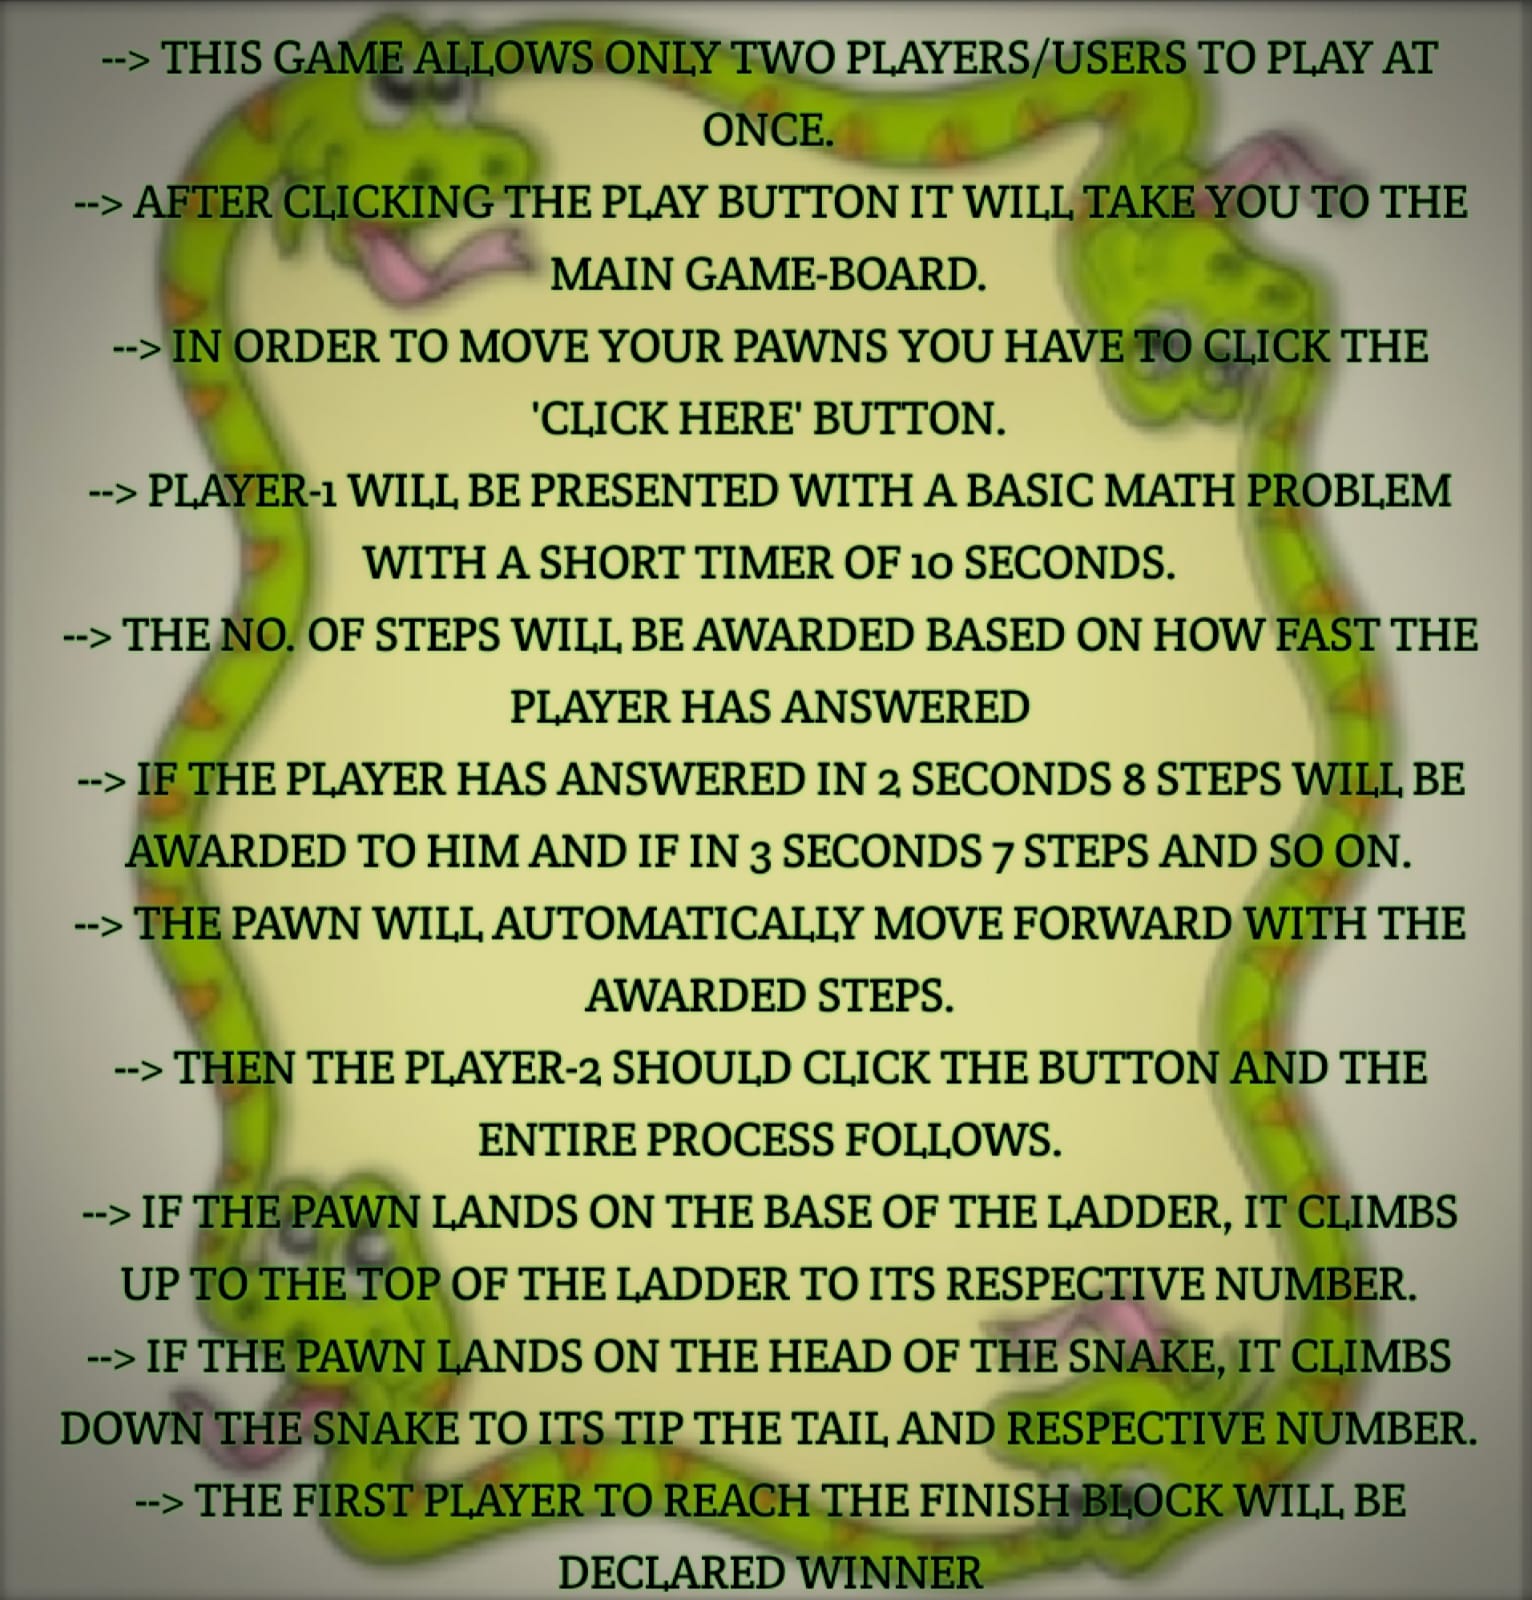 --> THIS GAME ALLOWS ONLY TWO PLAYERS/USERS TO PLAY AT
ONCE.
--> AFTER CLICKING THE PLAY BUTTON IT WILL TAKE YOU TO THE
MAIN GAME-BOARD.
--> IN ORDER TO MOVE YOUR PAWNS YOU HAVE TO CLICK THE
'CLICK HERE' BUTTON.
--> PLAYER-1 WILL BE PRESENTED WITH A BASIC MATH PROBLEM
WITH A SHORT TIMER OF 10 SECONDS.
--> THE NO. OF STEPS WILL BE AWARDED BASED ON HOW FAST THE
PLAYER HAS ANSWERED
--> IF THE PLAYER HAS ANSWERED IN 2 SECONDS 8 STEPS WILL BE
AWARDED TO HIM AND IF IN 3 SECONDS 7 STEPS AND SO ON.
--> THE PAWN WILL AUTOMATICALLY MOVE FORWARD WITH THE
AWARDED STEPS.
--> THEN THE PLAYER-2 SHOULD CLICK THE BUTTON AND THE
ENTIRE PROCESS FOLLOWS.
--> IF THE PAWN LANDS ON THE BASE OF THE LADDER, IT CLIMBS
UP TO THE TOP OF THE LADDER TO ITS RESPECTIVE NUMBER.
--> IF THE PAWN LANDS ON THE HEAD OF THE SNAKE, IT CLIMBS
DOWN THE SNAKE TO ITS TIP THE TAIL AND RESPECTIVE NUMBER.
--> THE FIRST PLAYER TO REACH THE FINISH BLOCK WILL BE
DECLARED WINNER